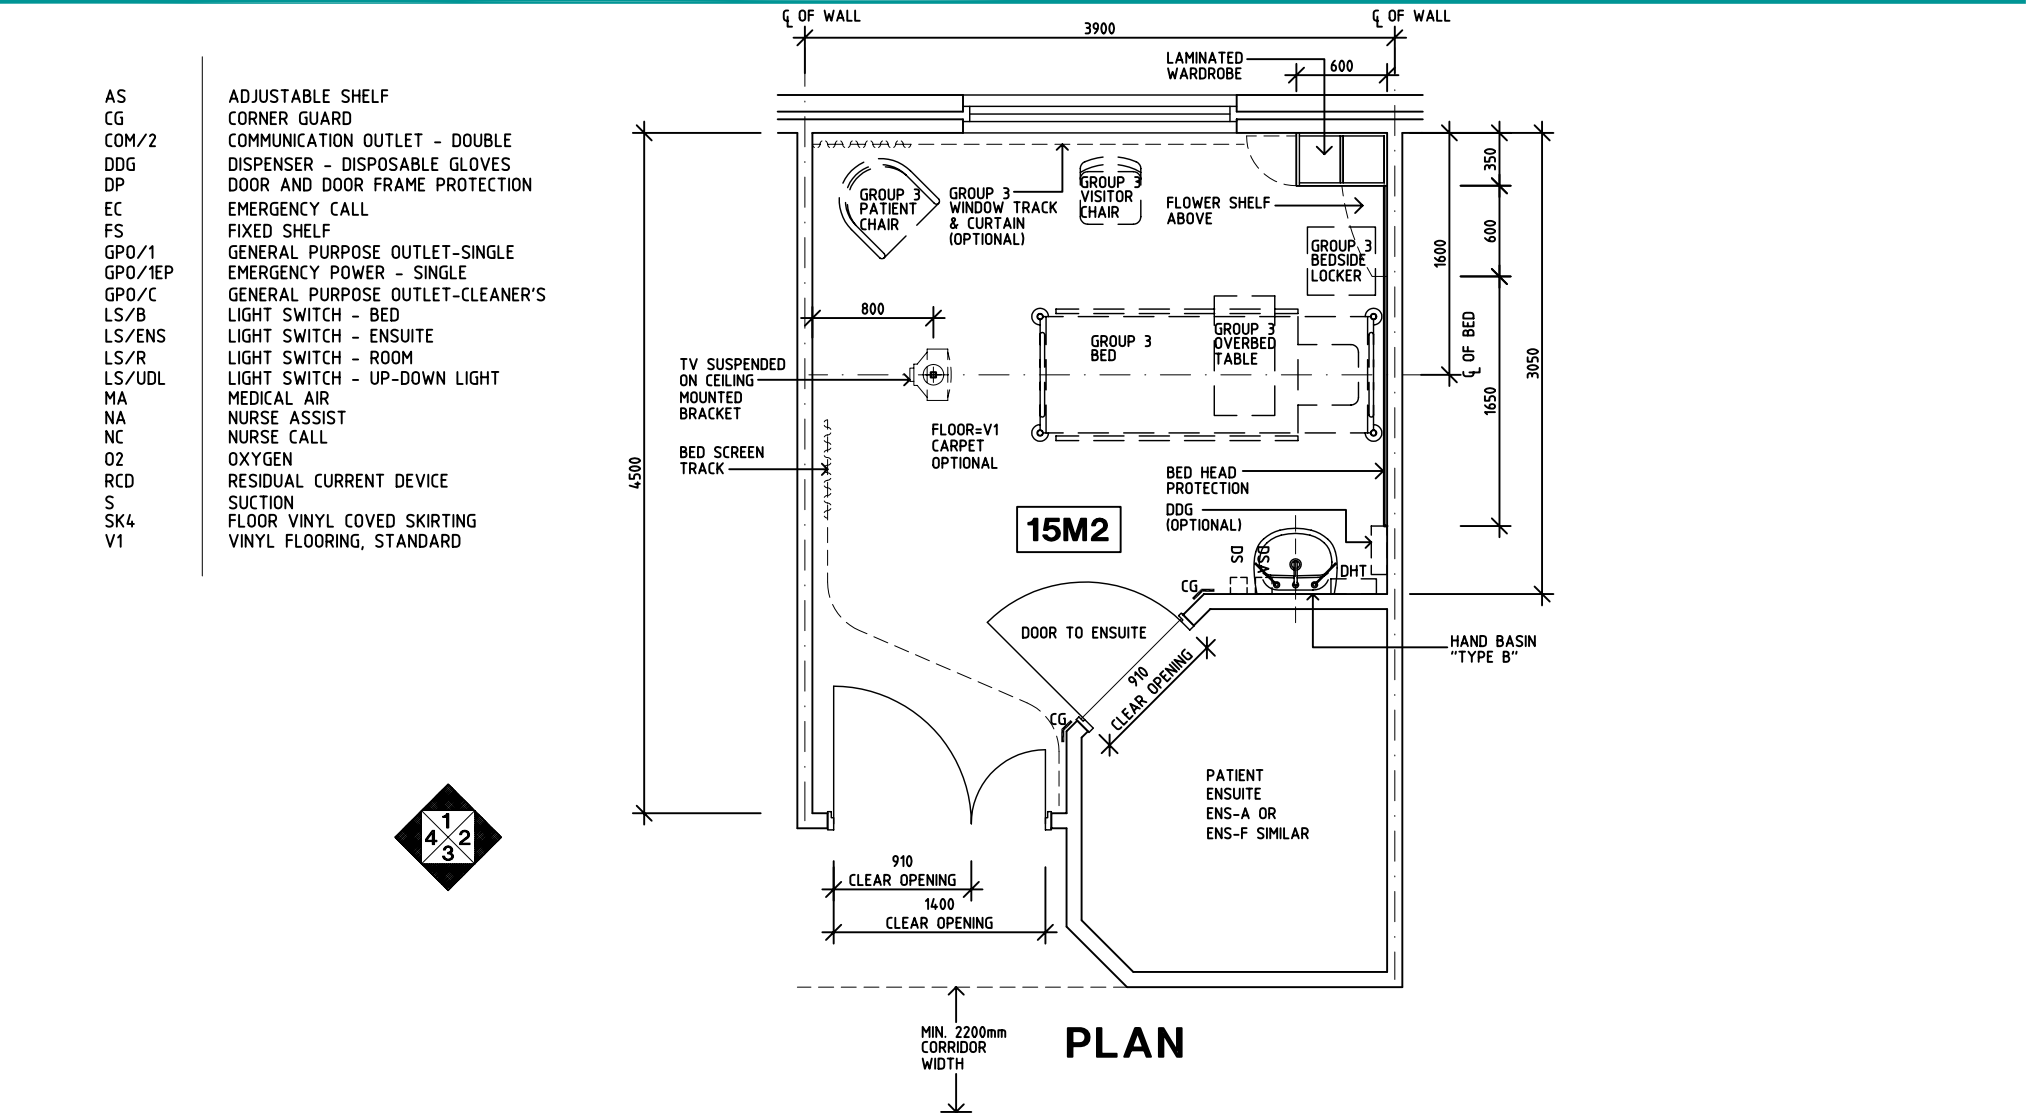 AS ADJUSTABLE SHELF
CG CORNER GUARD
COM/2 COMMUNICATION OUTLET - DOUBLE
DDG DISPENSER - DISPOSABLE GLOVES
DP DOOR AND DOOR FRAME PROTECTION
EC EMERGENCY CALL
FS FIXED SHELF
GPO/1 GENERAL PURPOSE OUTLET-SINGLE
GPO/1EP EMERGENCY POWER - SINGLE
GPO/C GENERAL PURPOSE OUTLET-CLEANER'S
LS/B LIGHT SWITCH - BED
LS/ENS LIGHT SWITCH - ENSUITE
LS/R LIGHT SWITCH - ROOM
LS/UDL LIGHT SWITCH - UP-DOWN LIGHT
MA MEDICAL AIR
NA NURSE ASSIST
NC NURSE CALL
O2 OXYGEN
RCD RESIDUAL CURRENT DEVICE
S SUCTION
SK4 FLOOR VINYL COVED SKIRTING
V1 VINYL FLOORING, STANDARD
1
4 2
3
℄ OF WALL
℄ OF WALL
3900
LAMINATED
WARDROBE
600
GROUP 3
PATIENT
CHAIR
GROUP 3
WINDOW TRACK
& CURTAIN
(OPTIONAL)
GROUP 3
VISITOR
CHAIR
FLOWER SHELF
ABOVE
GROUP 3
BEDSIDE
LOCKER
350
600
1600
℄ OF BED
1650
3050
800
TV SUSPENDED
ON CEILING
MOUNTED
BRACKET
GROUP 3
BED
GROUP 3
OVERBED
TABLE
BED SCREEN
TRACK
4500
FLOOR=V1
CARPET
OPTIONAL
BED HEAD
PROTECTION
DDG
(OPTIONAL)
15M2
DS
DSA
DHT
CG
DOOR TO ENSUITE
HAND BASIN
"TYPE B"
910
CLEAR OPENING
CG
PATIENT
ENSUITE
ENS-A OR
ENS-F SIMILAR
910
CLEAR OPENING
1400
CLEAR OPENING
MIN. 2200mm
CORRIDOR
WIDTH
PLAN